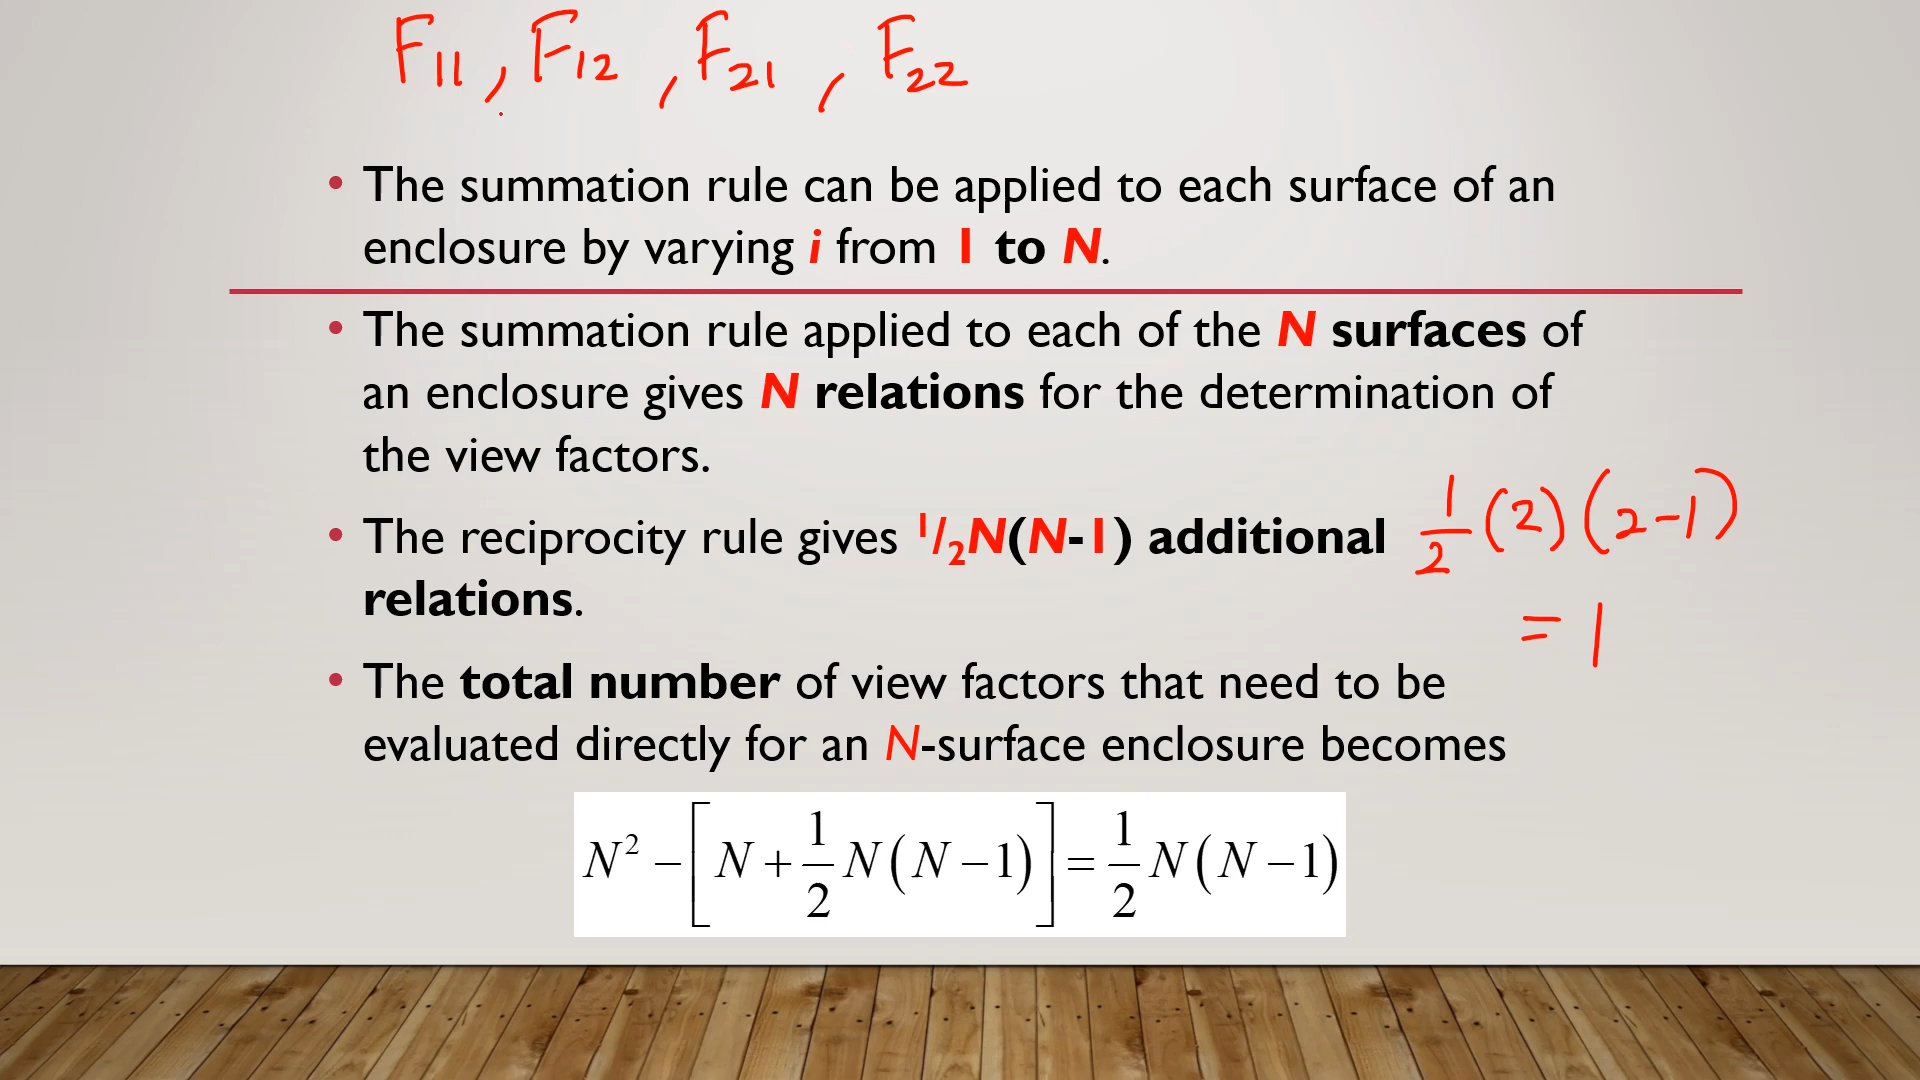 F11, F12, F21, F22
• The summation rule can be applied to each surface of an
enclosure by varying i from 1 to N.
• The summation rule applied to each of the N surfaces of
an enclosure gives N relations for the determination of
the view factors.
• The reciprocity rule gives ¹/₂N(N-1) additional
relations.
1/2 (2)(2-1)
= 1
• The total number of view factors that need to be
evaluated directly for an N-surface enclosure becomes
N² − [N + 1/2 N(N − 1)] = 1/2 N(N − 1)